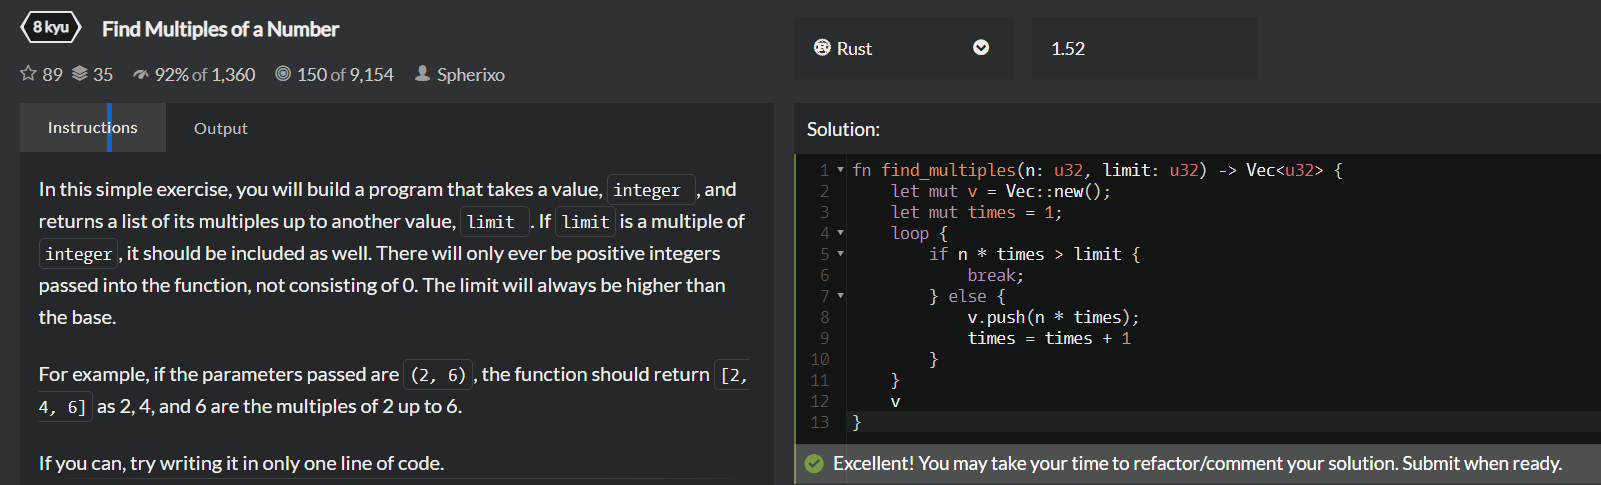 8 kyu Find Multiples of a Number
89 35 92% of 1,360 150 of 9,154 Spherixo
Rust 1.52
Instructions Output
In this simple exercise, you will build a program that takes a value, integer , and
returns a list of its multiples up to another value, limit . If limit is a multiple of
integer , it should be included as well. There will only ever be positive integers
passed into the function, not consisting of 0. The limit will always be higher than
the base.
For example, if the parameters passed are (2, 6) , the function should return [2,
4, 6] as 2, 4, and 6 are the multiples of 2 up to 6.
If you can, try writing it in only one line of code.
Solution:
1 fn find_multiples(n: u32, limit: u32) -> Vec<u32> {
2 let mut v = Vec::new();
3 let mut times = 1;
4 loop {
5 if n * times > limit {
6 break;
7 } else {
8 v.push(n * times);
9 times = times + 1
10 }
11 }
12 v
13 }
Excellent! You may take your time to refactor/comment your solution. Submit when ready.